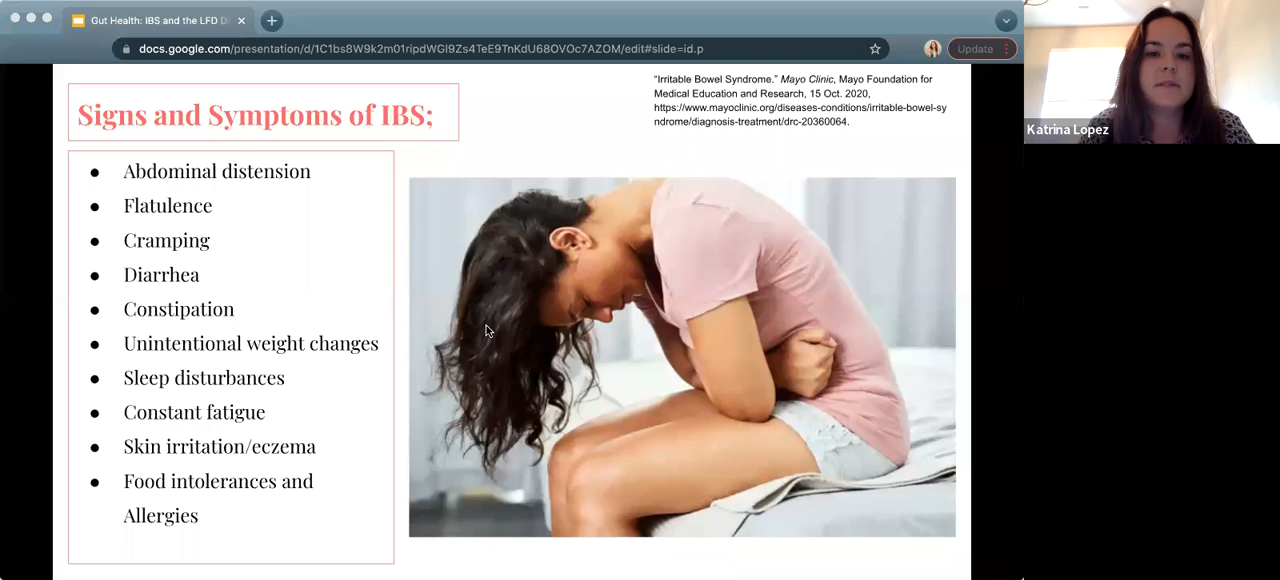 Gut Health: IBS and the LFD
docs.google.com/presentation/d/1C1bs8W9k2m01ripdWGI9Zs4TeE9TnKdU68OVOc7AZOM/edit#slide=id.p
Update
Signs and Symptoms of IBS;
"Irritable Bowel Syndrome." Mayo Clinic, Mayo Foundation for
Medical Education and Research, 15 Oct. 2020,
https://www.mayoclinic.org/diseases-conditions/irritable-bowel-sy
ndrome/diagnosis-treatment/drc-20360064.
● Abdominal distension
● Flatulence
● Cramping
● Diarrhea
● Constipation
● Unintentional weight changes
● Sleep disturbances
● Constant fatigue
● Skin irritation/eczema
● Food intolerances and
Allergies
Katrina Lopez